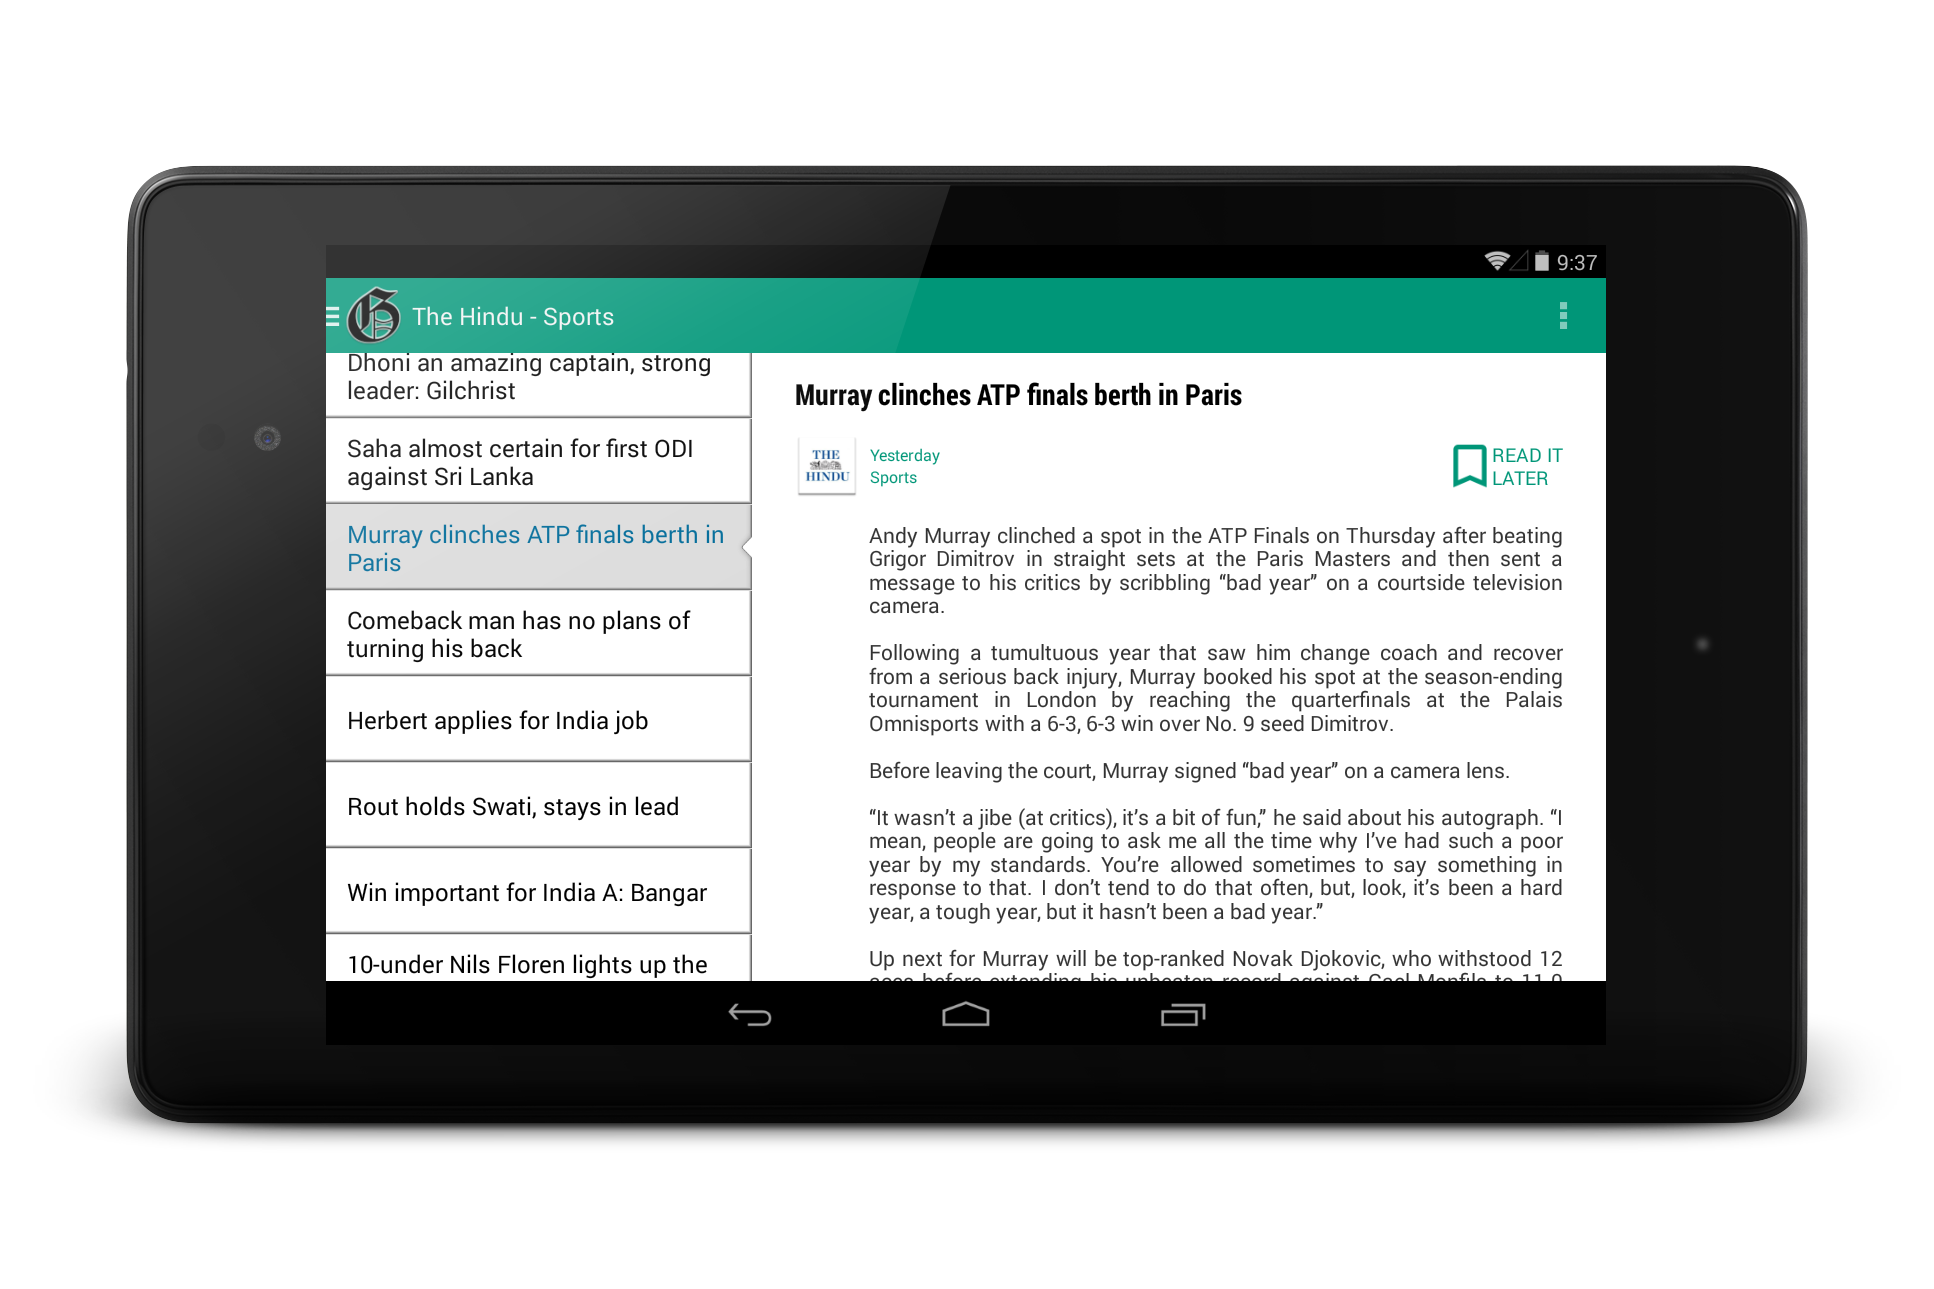 9:37
The Hindu - Sports
Dhoni an amazing captain, strong
leader: Gilchrist
Saha almost certain for first ODI
against Sri Lanka
Murray clinches ATP finals berth in
Paris
Comeback man has no plans of
turning his back
Herbert applies for India job
Rout holds Swati, stays in lead
Win important for India A: Bangar
10-under Nils Floren lights up the
Murray clinches ATP finals berth in Paris
THE
HINDU
Yesterday
Sports
READ IT
LATER
Andy Murray clinched a spot in the ATP Finals on Thursday after beating
Grigor Dimitrov in straight sets at the Paris Masters and then sent a
message to his critics by scribbling “bad year” on a courtside television
camera.
Following a tumultuous year that saw him change coach and recover
from a serious back injury, Murray booked his spot at the season-ending
tournament in London by reaching the quarterfinals at the Palais
Omnisports with a 6-3, 6-3 win over No. 9 seed Dimitrov.
Before leaving the court, Murray signed “bad year” on a camera lens.
“It wasn’t a jibe (at critics), it’s a bit of fun,” he said about his autograph. “I
mean, people are going to ask me all the time why I’ve had such a poor
year by my standards. You’re allowed sometimes to say something in
response to that. I don’t tend to do that often, but, look, it’s been a hard
year, a tough year, but it hasn’t been a bad year.”
Up next for Murray will be top-ranked Novak Djokovic, who withstood 12
aces before extending his unbeaten record against Gael Monfils to 11-0